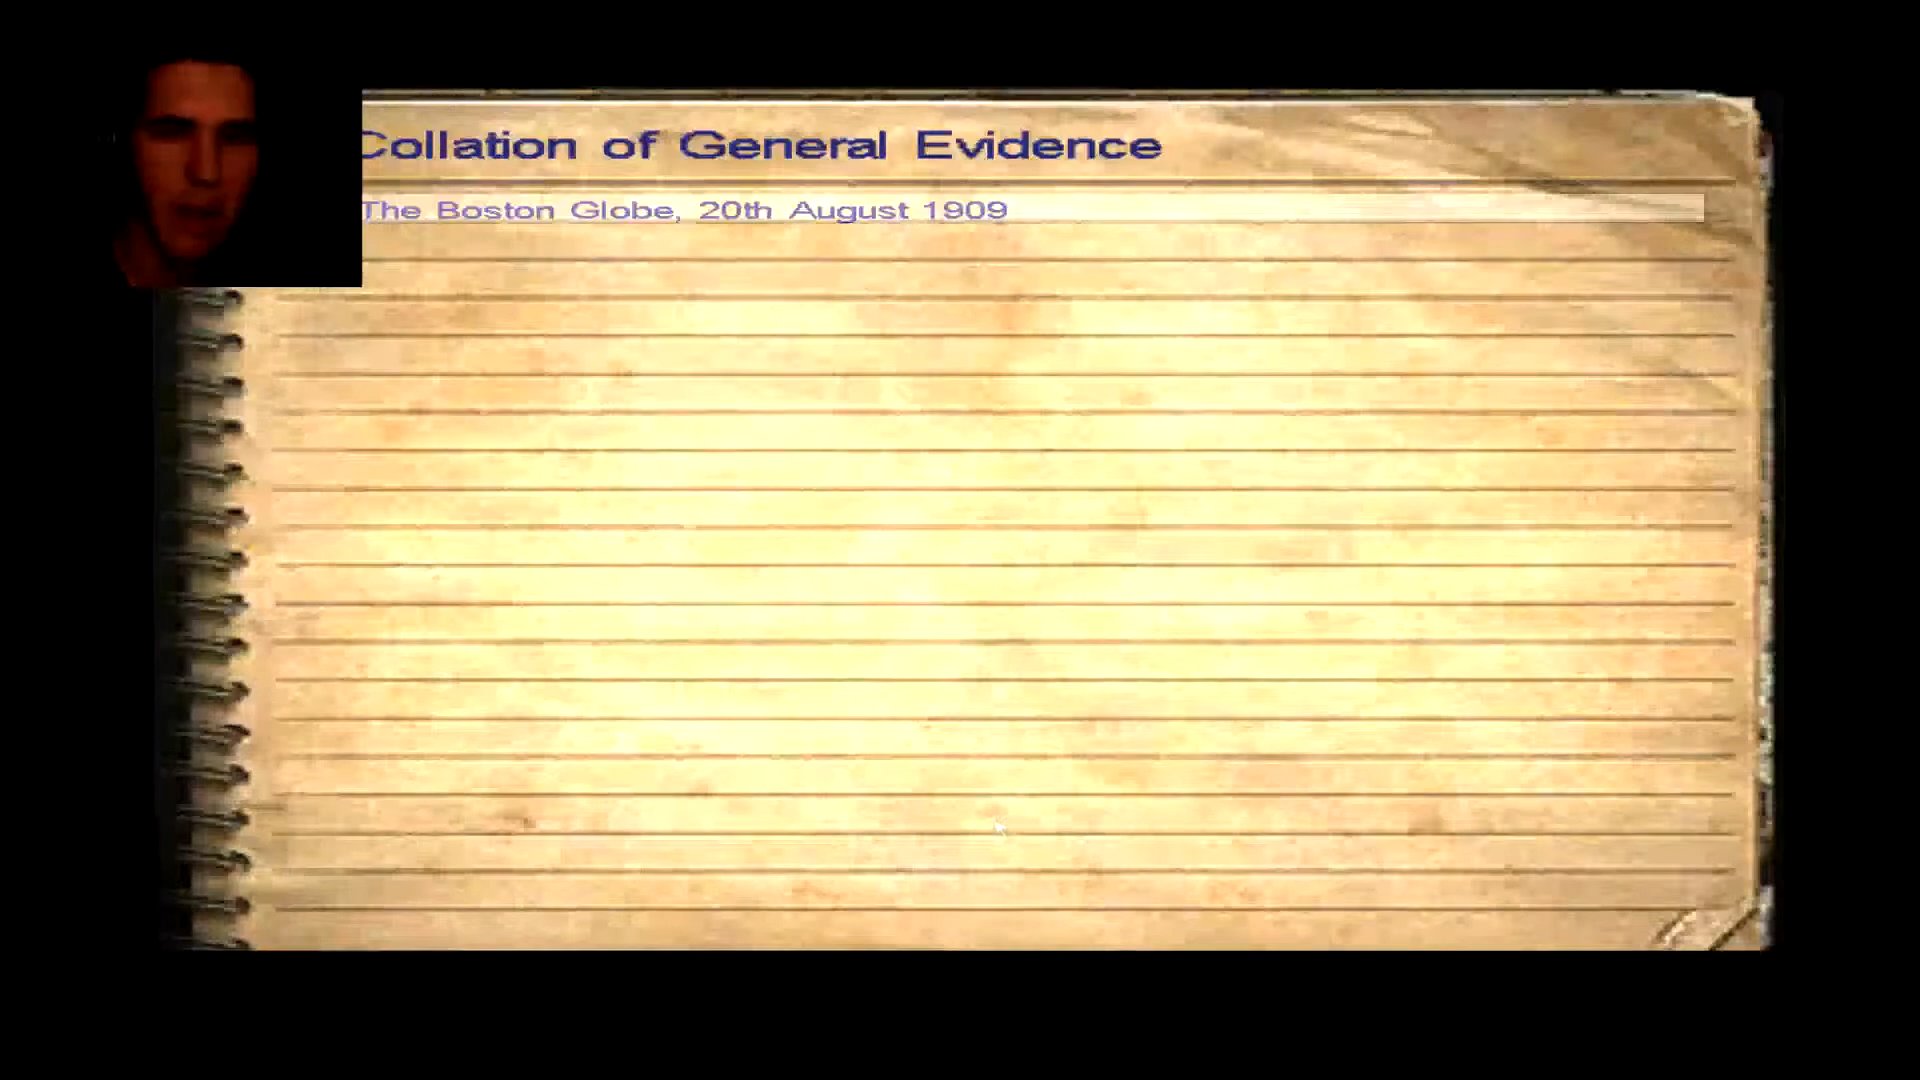 Collation of General Evidence
The Boston Globe, 20th August 1909